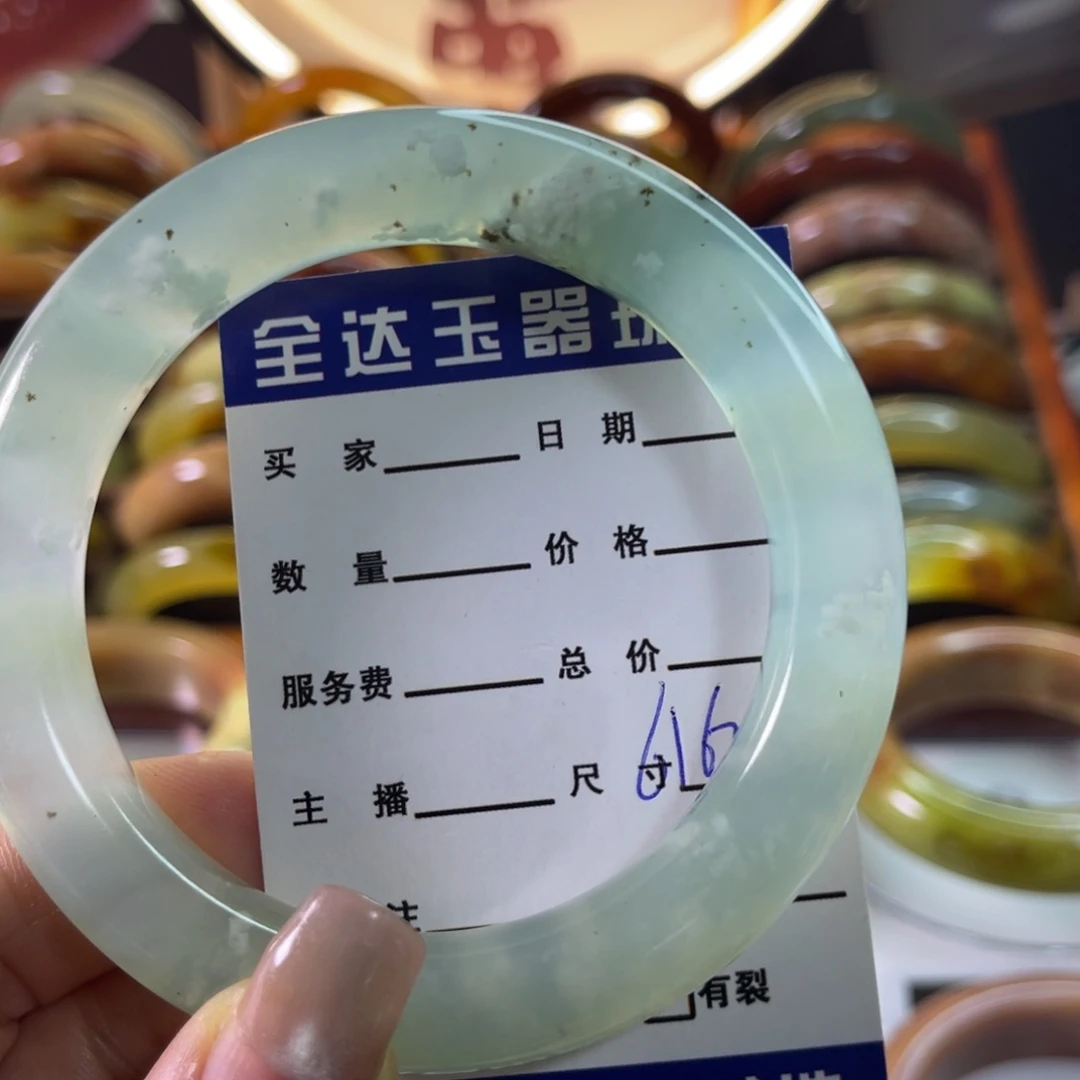 全达玉器
买 家 日 期
数 量 价 格
服务费 总 价
主 播 尺 寸 616
注
有裂